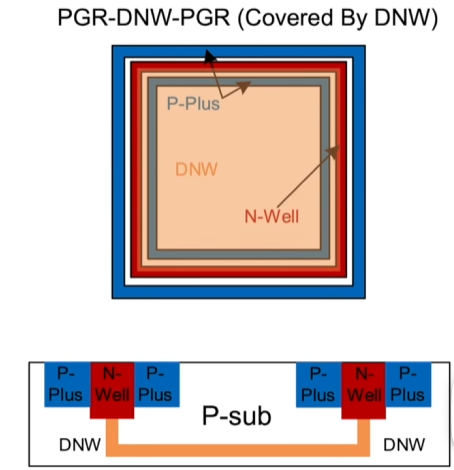 PGR-DNW-PGR (Covered By DNW)
P-Plus
DNW
N-Well
P-
Plus
N-
Well
P-
Plus
P-
Plus
N-
Well
P-
Plus
P-sub
DNW
DNW